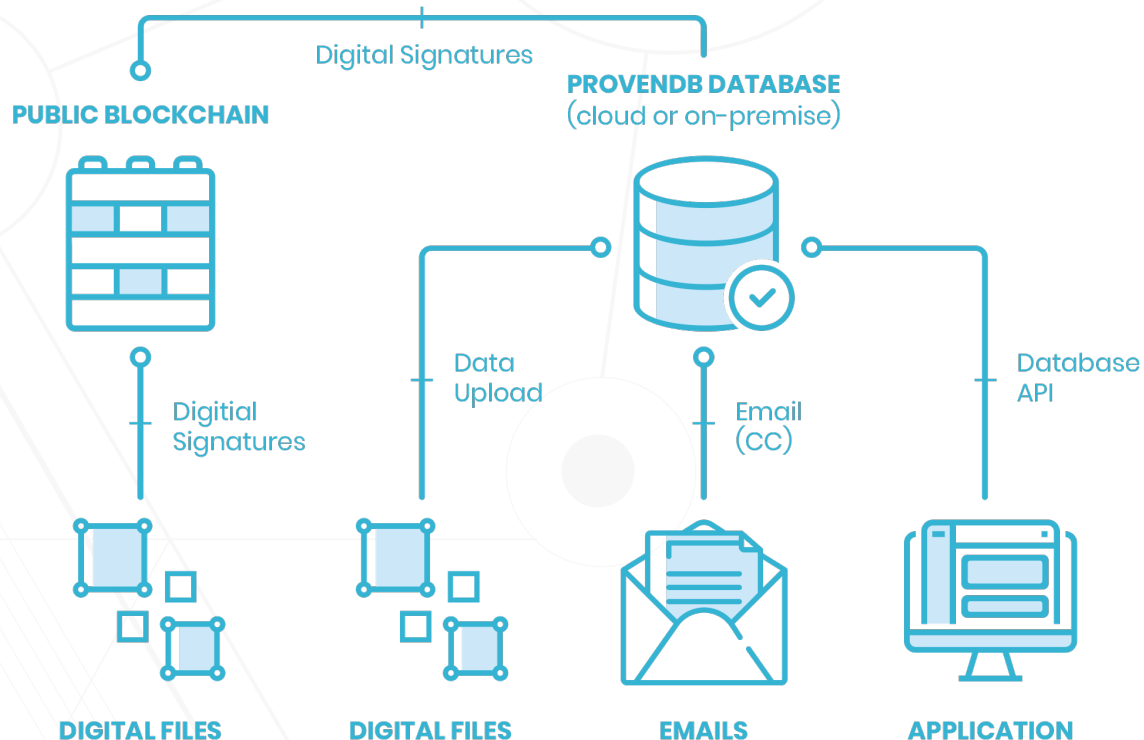 Digital Signatures
PUBLIC BLOCKCHAIN
PROVENDB DATABASE
(cloud or on-premise)
Digitial
Signatures
Data
Upload
Email
(CC)
Database
API
DIGITAL FILES
DIGITAL FILES
EMAILS
APPLICATION